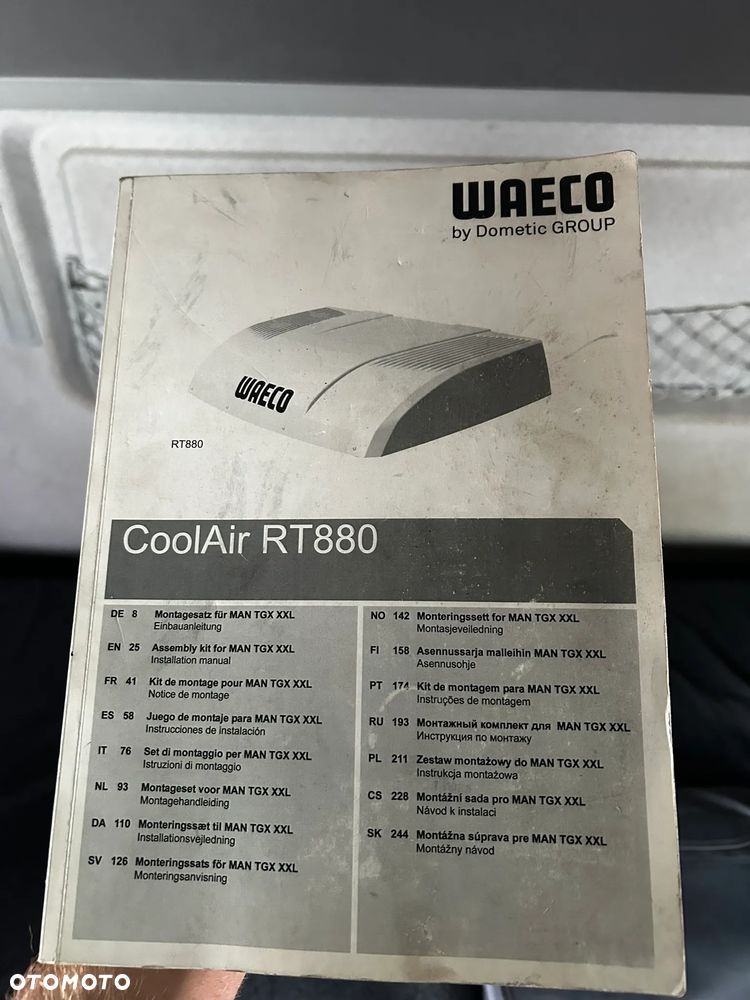 WAECO
by Dometic GROUP
WAECO
RT880
CoolAir RT880
DE 8 Montagesatz für MAN TGX XXL
Einbauanleitung
EN 25 Assembly kit for MAN TGX XXL
Installation manual
FR 41 Kit de montage pour MAN TGX XXL
Notice de montage
ES 58 Juego de montaje para MAN TGX XXL
Instrucciones de instalación
IT 76 Set di montaggio per MAN TGX XXL
Istruzioni di montaggio
NL 93 Montageset voor MAN TGX XXL
Montagehandleiding
DA 110 Monteringssæt til MAN TGX XXL
Installationsvejledning
SV 126 Monteringssats för MAN TGX XXL
Monteringsanvisning
NO 142 Monteringssett for MAN TGX XXL
Montasjeveiledning
FI 158 Asennussarja malleihin MAN TGX XXL
Asennusohje
PT 174 Kit de montagem para MAN TGX XXL
Instruções de montagem
RU 193 Монтажный комплект для MAN TGX XXL
Инструкция по монтажу
PL 211 Zestaw montażowy do MAN TGX XXL
Instrukcja montażowa
CS 228 Montážní sada pro MAN TGX XXL
Návod k instalaci
SK 244 Montážna súprava pre MAN TGX XXL
Montážny návod
OTOMOTO